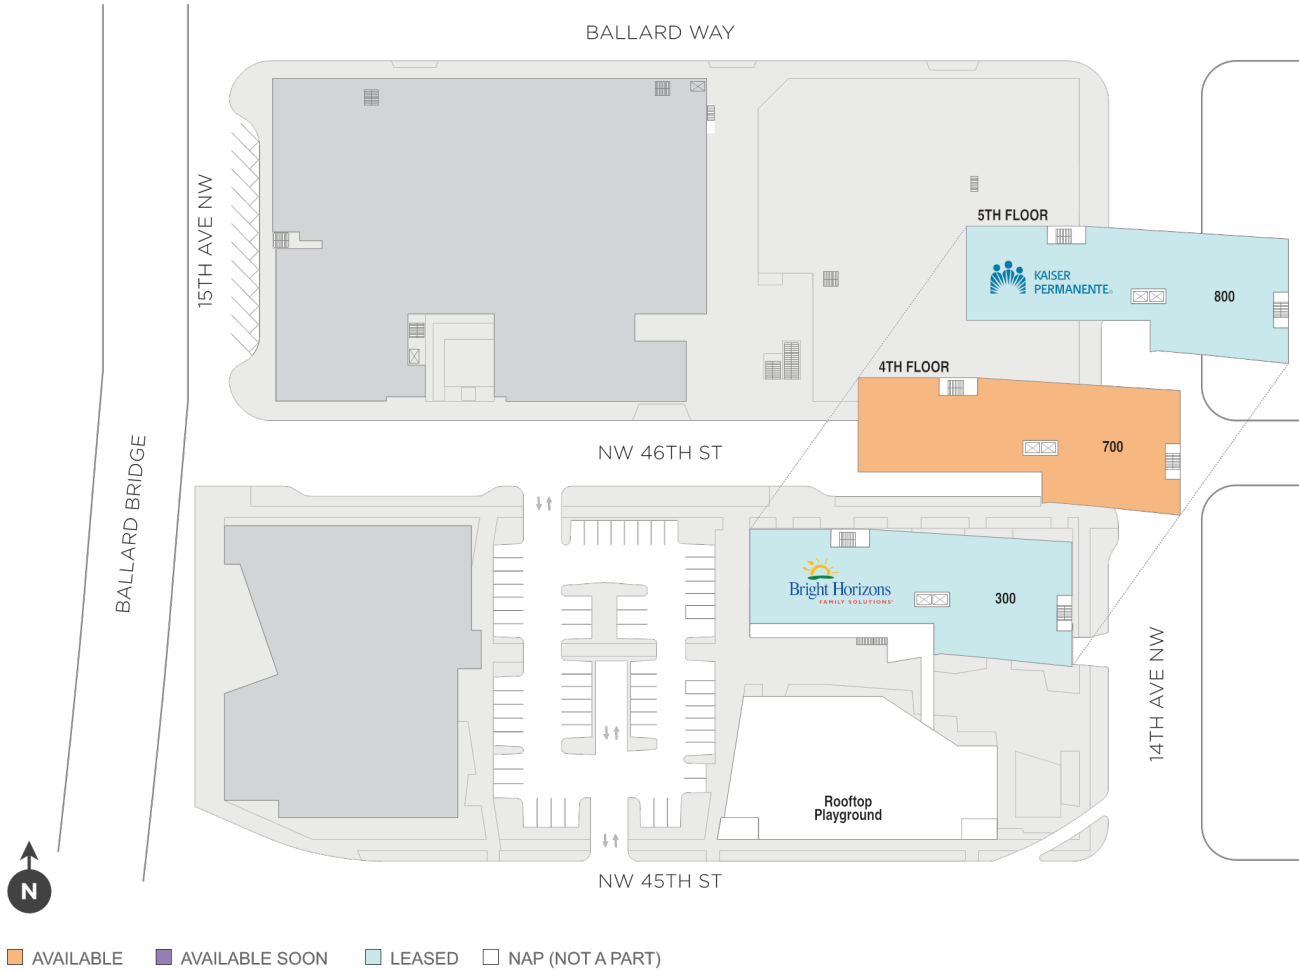 BALLARD WAY
15TH AVE NW
5TH FLOOR
KAISER
PERMANENTE®
800
4TH FLOOR
700
BALLARD BRIDGE
NW 46TH ST
Bright Horizons
FAMILY SOLUTIONS
300
14TH AVE NW
Rooftop
Playground
NW 45TH ST
N
AVAILABLE
AVAILABLE SOON
LEASED
NAP (NOT A PART)